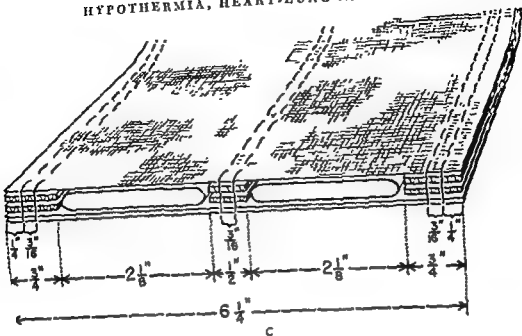 HYPOTHERMIA, HEART-LUNG
1/4" 3/16" 3/16" 3/16" 1/4"
3/4" 2 1/8" 1/2" 2 1/8" 3/4"
6 1/4"
C